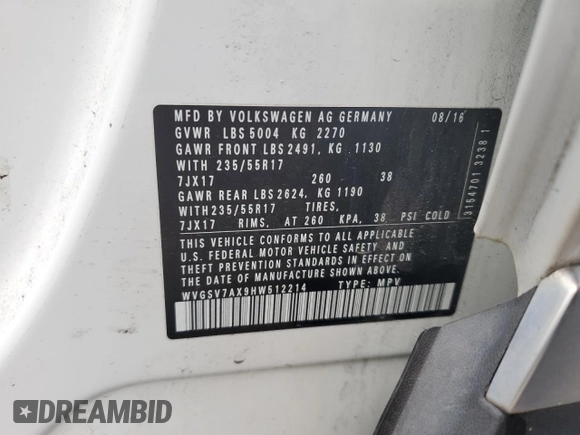 MFD BY VOLKSWAGEN AG GERMANY 08/16
GVWR LBS 5004 KG 2270
GAWR FRONT LBS 2491, KG 1130
WITH 235/55R17
7JX17 260 38
GAWR REAR LBS 2624, KG 1190
WITH 235/55R17 TIRES,
7JX17 RIMS, AT 260 KPA, 38 PSI COLD
THIS VEHICLE CONFORMS TO ALL APPLICABLE
U.S. FEDERAL MOTOR VEHICLE SAFETY AND
THEFT PREVENTION STANDARDS IN EFFECT ON
THE DATE OF MANUFACTURE SHOWN ABOVE
WVGSV7AX9HW512214 TYPE: MPV
3154701 3238 1
DREAMBID